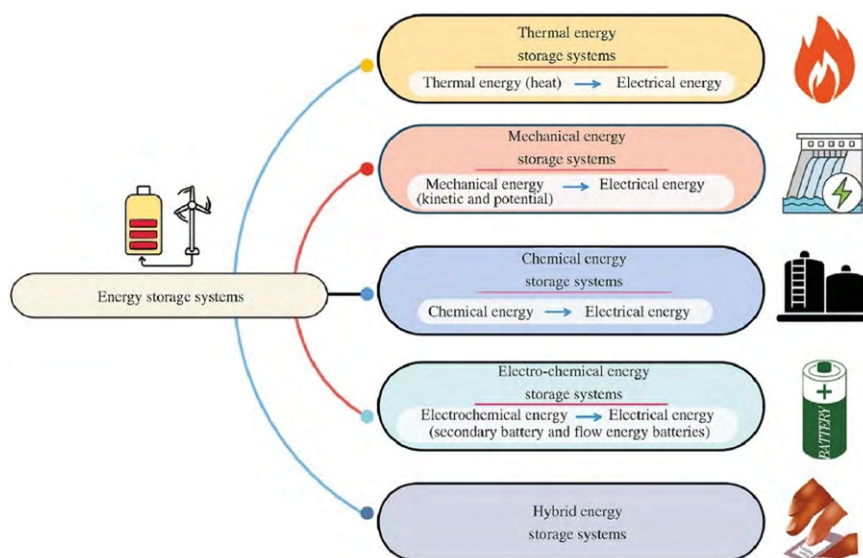 Thermal energy
storage systems
Thermal energy (heat) → Electrical energy
Mechanical energy
storage systems
Mechanical energy → Electrical energy
(kinetic and potential)
Energy storage systems
Chemical energy
storage systems
Chemical energy → Electrical energy
Electro-chemical energy
storage systems
Electrochemical energy → Electrical energy
(secondary battery and flow energy batteries)
BATTERY
Hybrid energy
storage systems